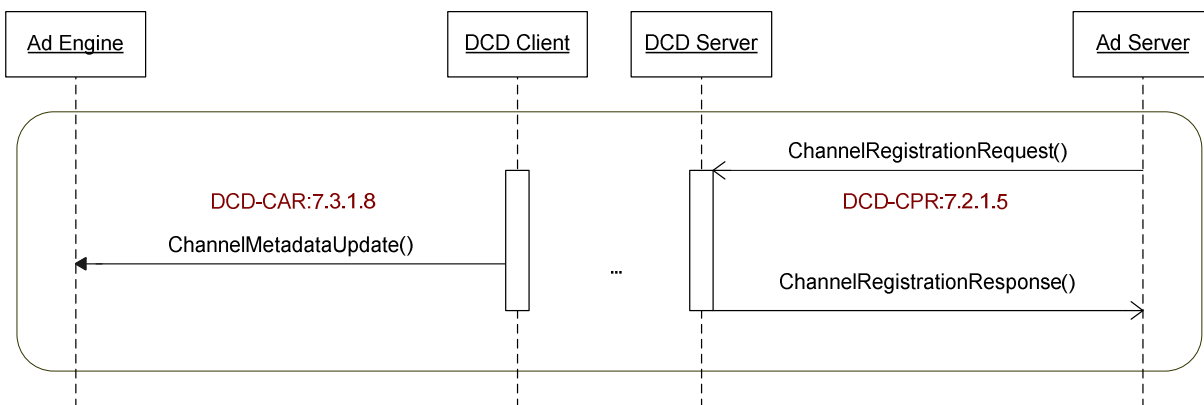 Ad Engine
DCD Client
DCD Server
Ad Server
ChannelRegistrationRequest()
DCD-CAR:7.3.1.8
DCD-CPR:7.2.1.5
ChannelMetadataUpdate()
...
ChannelRegistrationResponse()